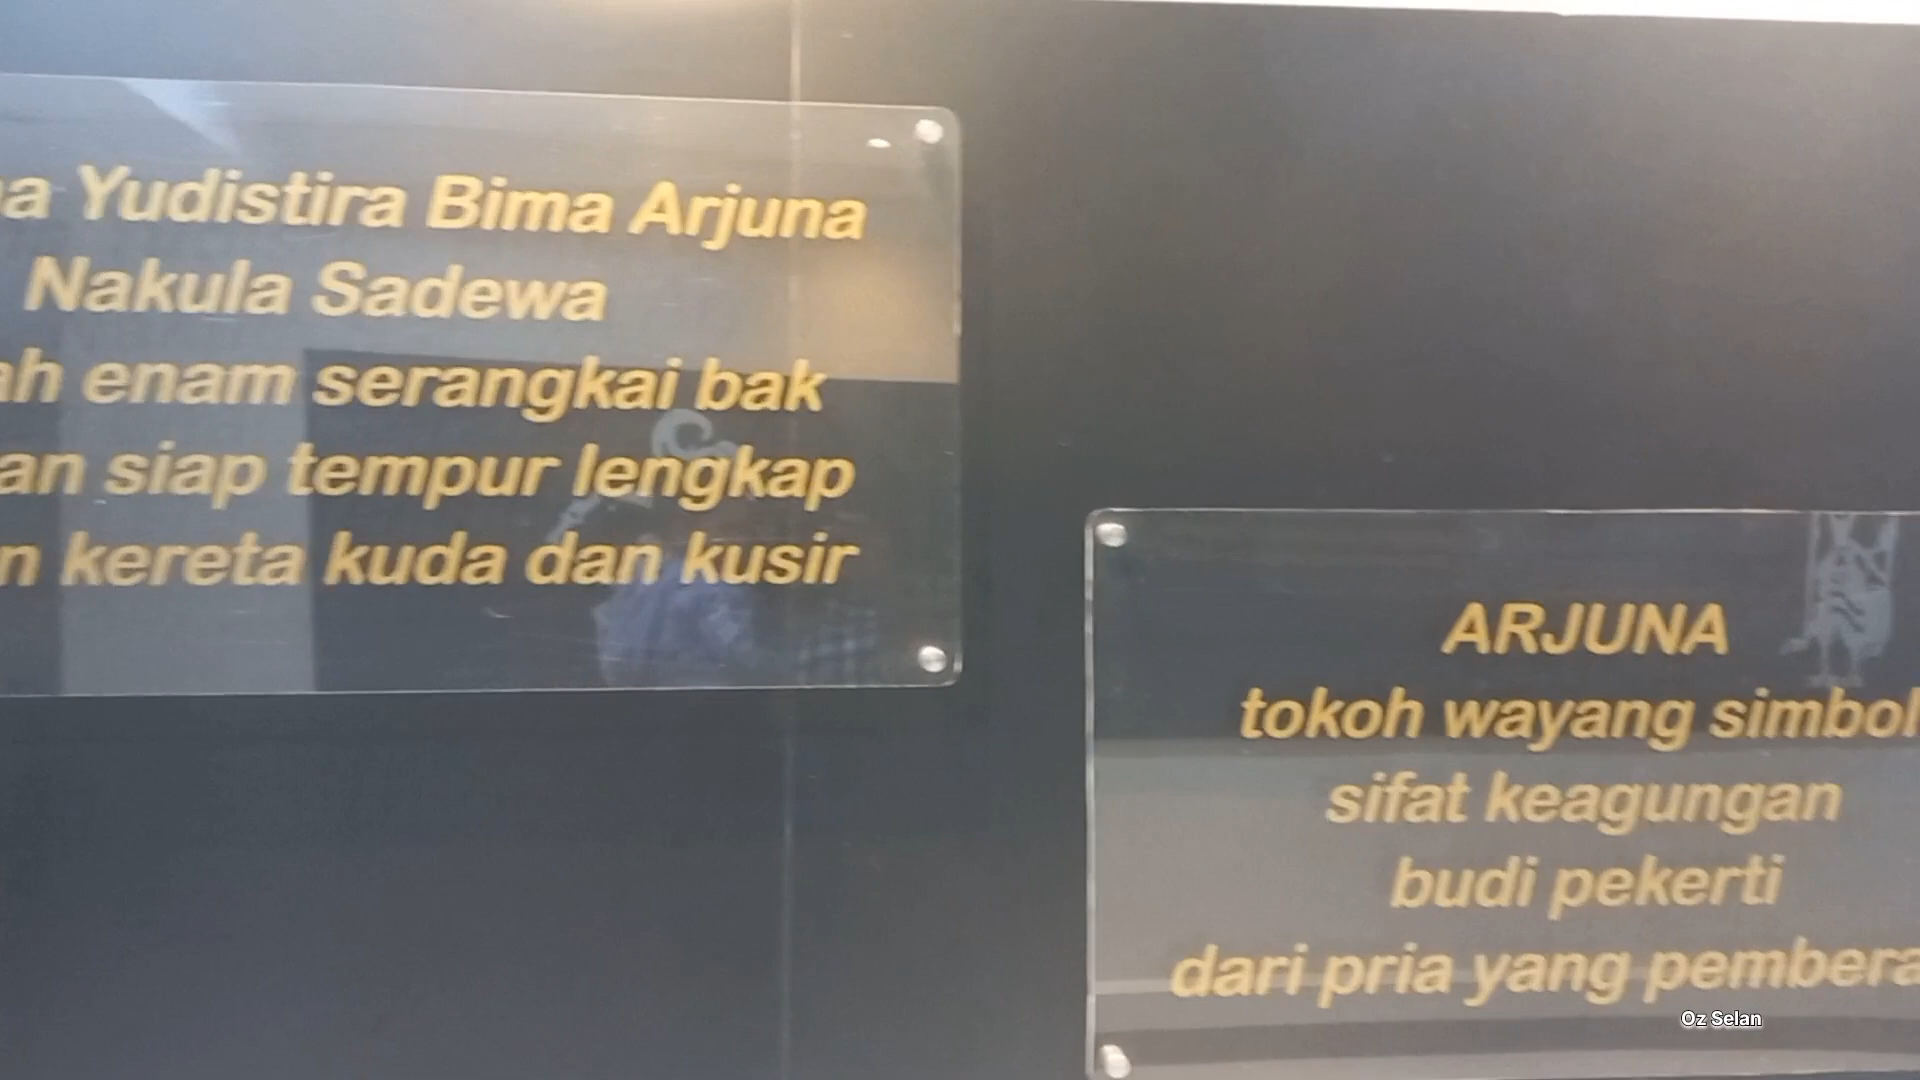 Yudistira Bima Arjuna
Nakula Sadewa
enam serangkai bak
siap tempur lengkap
kereta kuda dan kusir
ARJUNA
tokoh wayang simbol
sifat keagungan
budi pekerti
dari pria yang
Oz Selan